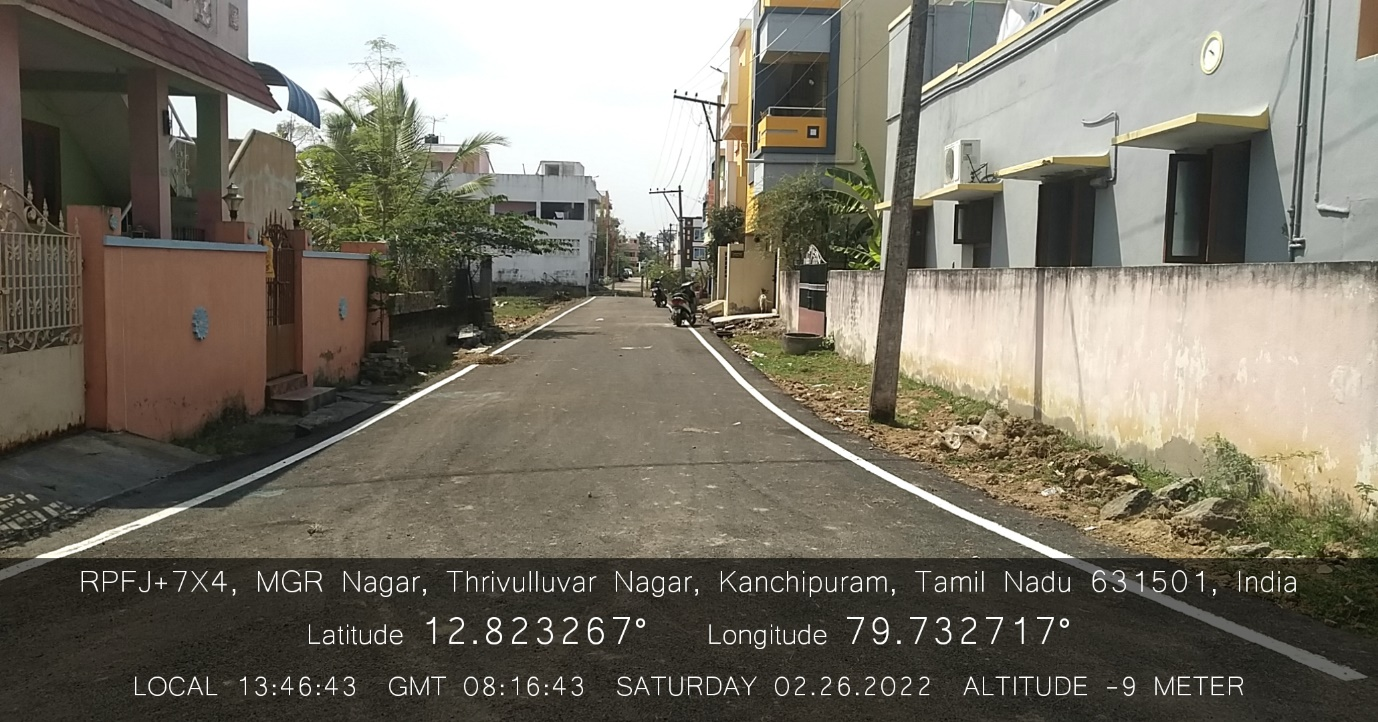 RPFJ+7X4, MGR Nagar, Thrivulluvar Nagar, Kanchipuram, Tamil Nadu 631501, India
Latitude 12.823267° Longitude 79.732717°
LOCAL 13:46:43 GMT 08:16:43 SATURDAY 02.26.2022 ALTITUDE -9 METER